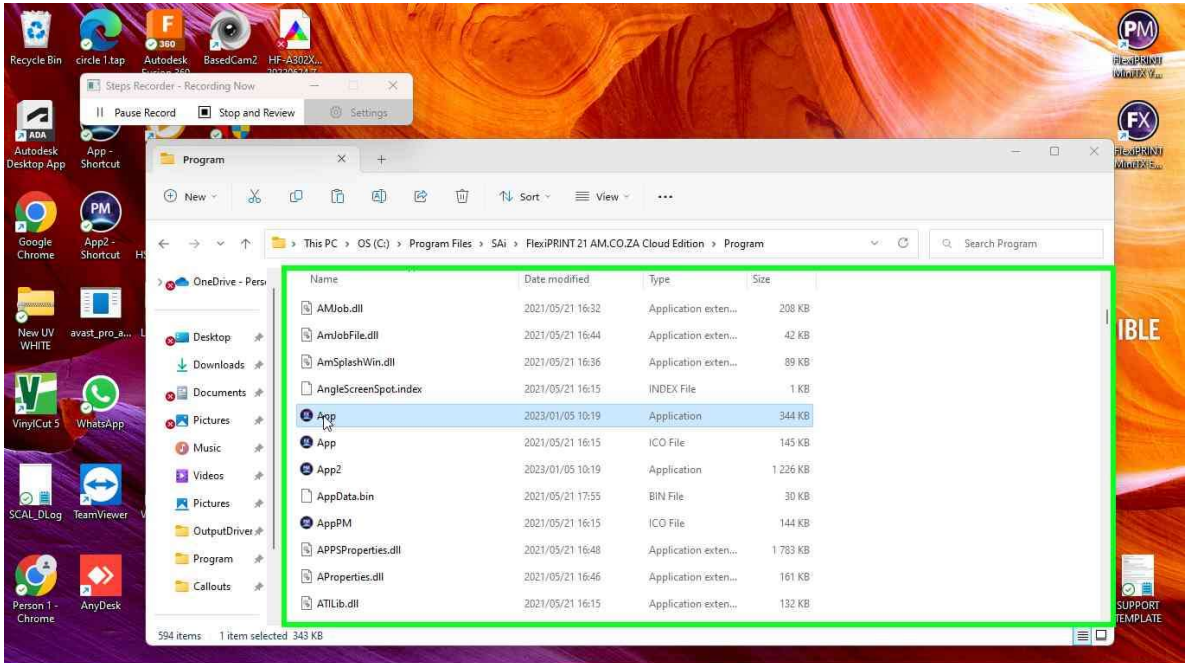 Recycle Bin
circle 1.tap
Autodesk
BasedCam2
HF-A302X...
F
360
PM
FlexiPRINT
Steps Recorder - Recording Now
Pause Record
Stop and Review
Settings
ADA
Autodesk
Desktop App
App -
Shortcut
FX
FlexiPRINT
Program
New
Sort
View
PM
Google
Chrome
App2 -
Shortcut
This PC > OS (C:) > Program Files > SAi > FlexiPRINT 21 AM.CO.ZA Cloud Edition > Program
Search Program
OneDrive - Pers
Name
Date modified
Type
Size
AMJob.dll 2021/05/21 16:32 Application exten... 208 KB
AmJobFile.dll 2021/05/21 16:44 Application exten... 42 KB
AmSplashWin.dll 2021/05/21 16:36 Application exten... 89 KB
AngleScreenSpot.index 2021/05/21 16:15 INDEX File 1 KB
App 2023/01/05 10:19 Application 344 KB
App 2021/05/21 16:15 ICO File 145 KB
App2 2023/01/05 10:19 Application 1 226 KB
AppData.bin 2021/05/21 17:55 BIN File 30 KB
AppPM 2021/05/21 16:15 ICO File 144 KB
APPSProperties.dll 2021/05/21 16:48 Application exten... 1 783 KB
AProperties.dll 2021/05/21 16:46 Application exten... 161 KB
ATILib.dll 2021/05/21 16:15 Application exten... 132 KB
Desktop
Downloads
Documents
Pictures
Music
Videos
Pictures
OutputDriver
Program
Callouts
New UV
WHITE
avast_pro_a...
IBLE
VinylCut 5
WhatsApp
SCAL_DLog
TeamViewer
Person 1 -
Chrome
AnyDesk
SUPPORT
TEMPLATE
594 items
1 item selected 343 KB